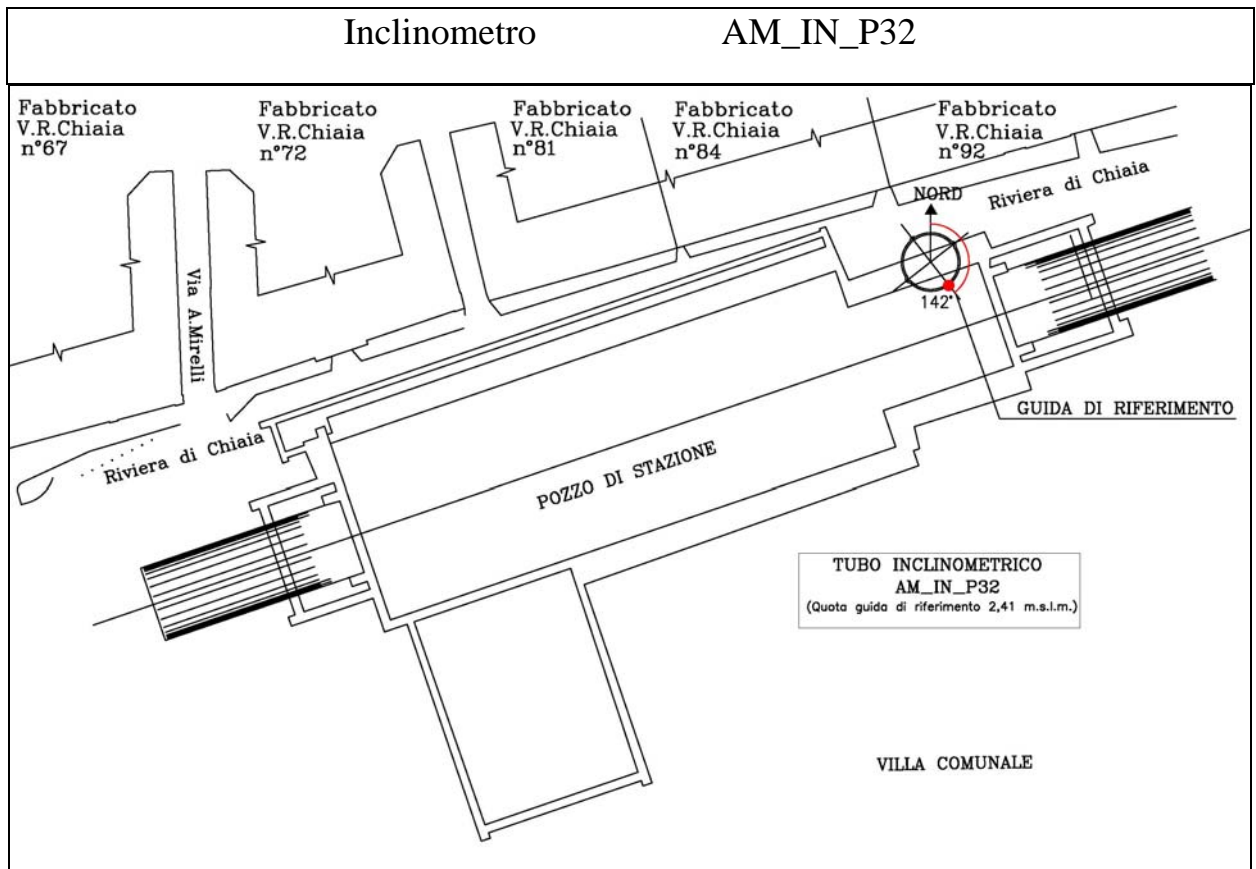 Inclinometro AM_IN_P32
Fabbricato
V.R.Chiaia
n°67
Fabbricato
V.R.Chiaia
n°72
Fabbricato
V.R.Chiaia
n°81
Fabbricato
V.R.Chiaia
n°84
Fabbricato
V.R.Chiaia
n°92
NORD
Riviera di Chiaia
142°
Via A.Mirelli
GUIDA DI RIFERIMENTO
Riviera di Chiaia
POZZO DI STAZIONE
TUBO INCLINOMETRICO
AM_IN_P32
(Quota guida di riferimento 2,41 m.s.l.m.)
VILLA COMUNALE